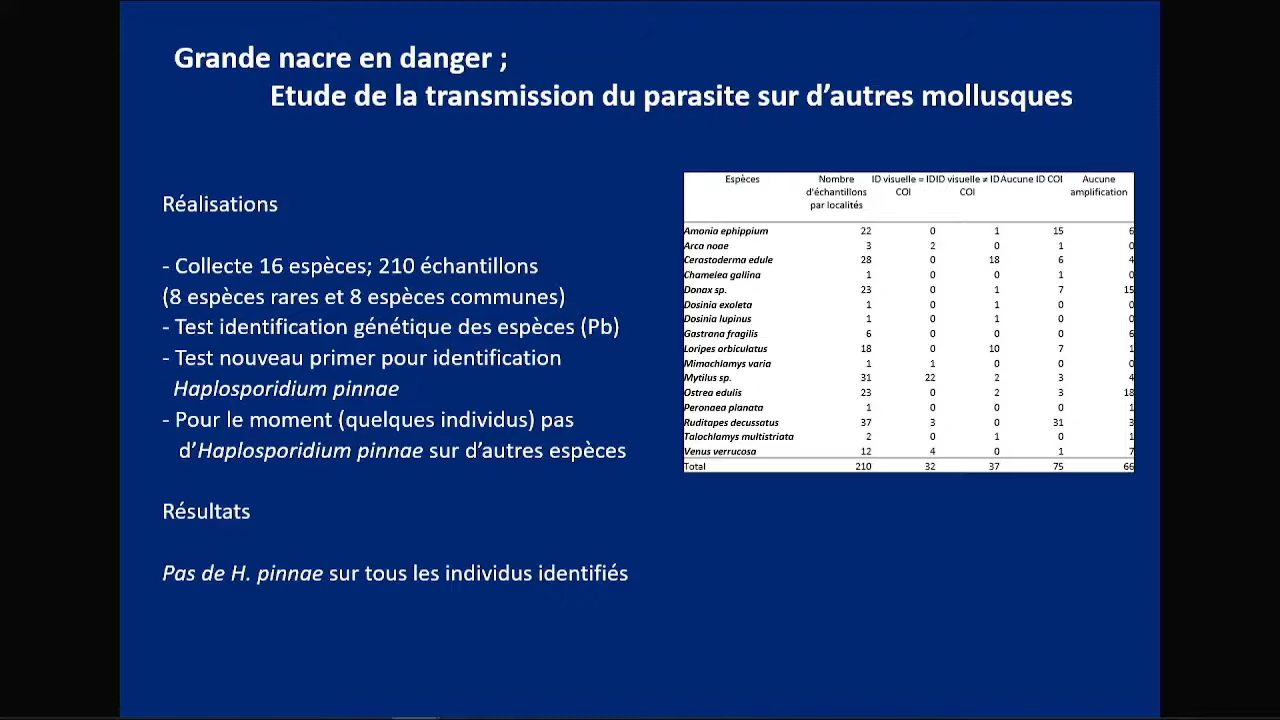 Grande nacre en danger ;
Etude de la transmission du parasite sur d'autres mollusques
Réalisations
- Collecte 16 espèces; 210 échantillons
(8 espèces rares et 8 espèces communes)
- Test identification génétique des espèces (Pb)
- Test nouveau primer pour identification
Haplosporidium pinnae
- Pour le moment (quelques individus) pas
d'Haplosporidium pinnae sur d'autres espèces
Résultats
Pas de H. pinnae sur tous les individus identifiés
Espèces Nombre d'échantillons par localités ID visuelle = ID COI ID visuelle ≠ ID COI Aucune ID COI Aucune amplification
Amonia ephippium 22 0 1 15 6
Arca noae 3 2 0 1 0
Cerastoderma edule 28 0 18 6 4
Chamelea gallina 1 0 0 1 0
Donax sp. 23 0 1 7 15
Dosinia exoleta 1 0 1 0 0
Dosinia lupinus 1 0 1 0 0
Gastrana fragilis 6 0 0 0 6
Loripes orbiculatus 18 0 10 7 1
Mimachlamys varia 1 1 0 0 0
Mytilus sp. 31 22 2 3 4
Ostrea edulis 23 0 2 3 18
Peronaea planata 1 0 0 0 1
Ruditapes decussatus 37 3 0 31 3
Talochlamys multistriata 2 0 1 0 1
Venus verrucosa 12 4 0 1 7
Total 210 32 37 75 66